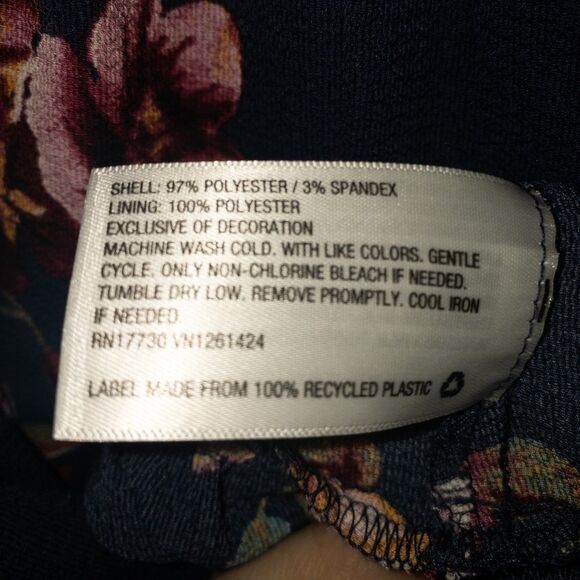 SHELL: 97% POLYESTER / 3% SPANDEX
LINING: 100% POLYESTER
EXCLUSIVE OF DECORATION
MACHINE WASH COLD. WITH LIKE COLORS. GENTLE
CYCLE. ONLY NON-CHLORINE BLEACH IF NEEDED.
TUMBLE DRY LOW. REMOVE PROMPTLY. COOL IRON
IF NEEDED
RN17730 VN1261424
LABEL MADE FROM 100% RECYCLED PLASTIC